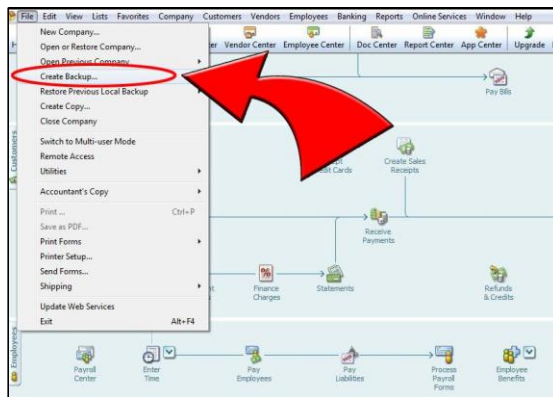 File Edit View Lists Favorites Company Customers Vendors Employees Banking Reports Online Services Window Help
Vendor Center Employee Center Doc Center Report Center App Center Upgrade
New Company...
Open or Restore Company...
Open Previous Company
Create Backup...
Restore Previous Local Backup
Create Copy...
Close Company
Switch to Multi-user Mode
Remote Access
Utilities
Accountant's Copy
Print ... Ctrl+P
Save as PDF...
Print Forms
Printer Setup...
Send Forms...
Shipping
Update Web Services
Exit Alt+F4
Pay Bills
Customers
Create Sales
Receipts
Receive
Payments
Finance
Charges
Statements
Refunds
& Credits
Employees
Payroll
Center
Enter
Time
Pay
Employees
Pay
Liabilities
Process
Payroll
Forms
Employee
Benefits